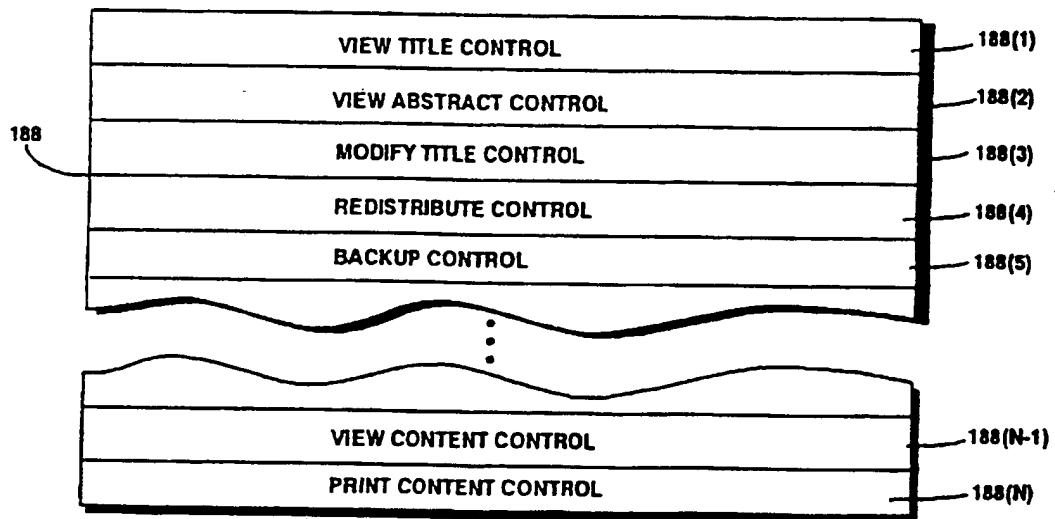 VIEW TITLE CONTROL 188(1)
VIEW ABSTRACT CONTROL 188(2)
188
MODIFY TITLE CONTROL 188(3)
REDISTRIBUTE CONTROL 188(4)
BACKUP CONTROL 188(5)
VIEW CONTENT CONTROL 188(N-1)
PRINT CONTENT CONTROL 188(N)